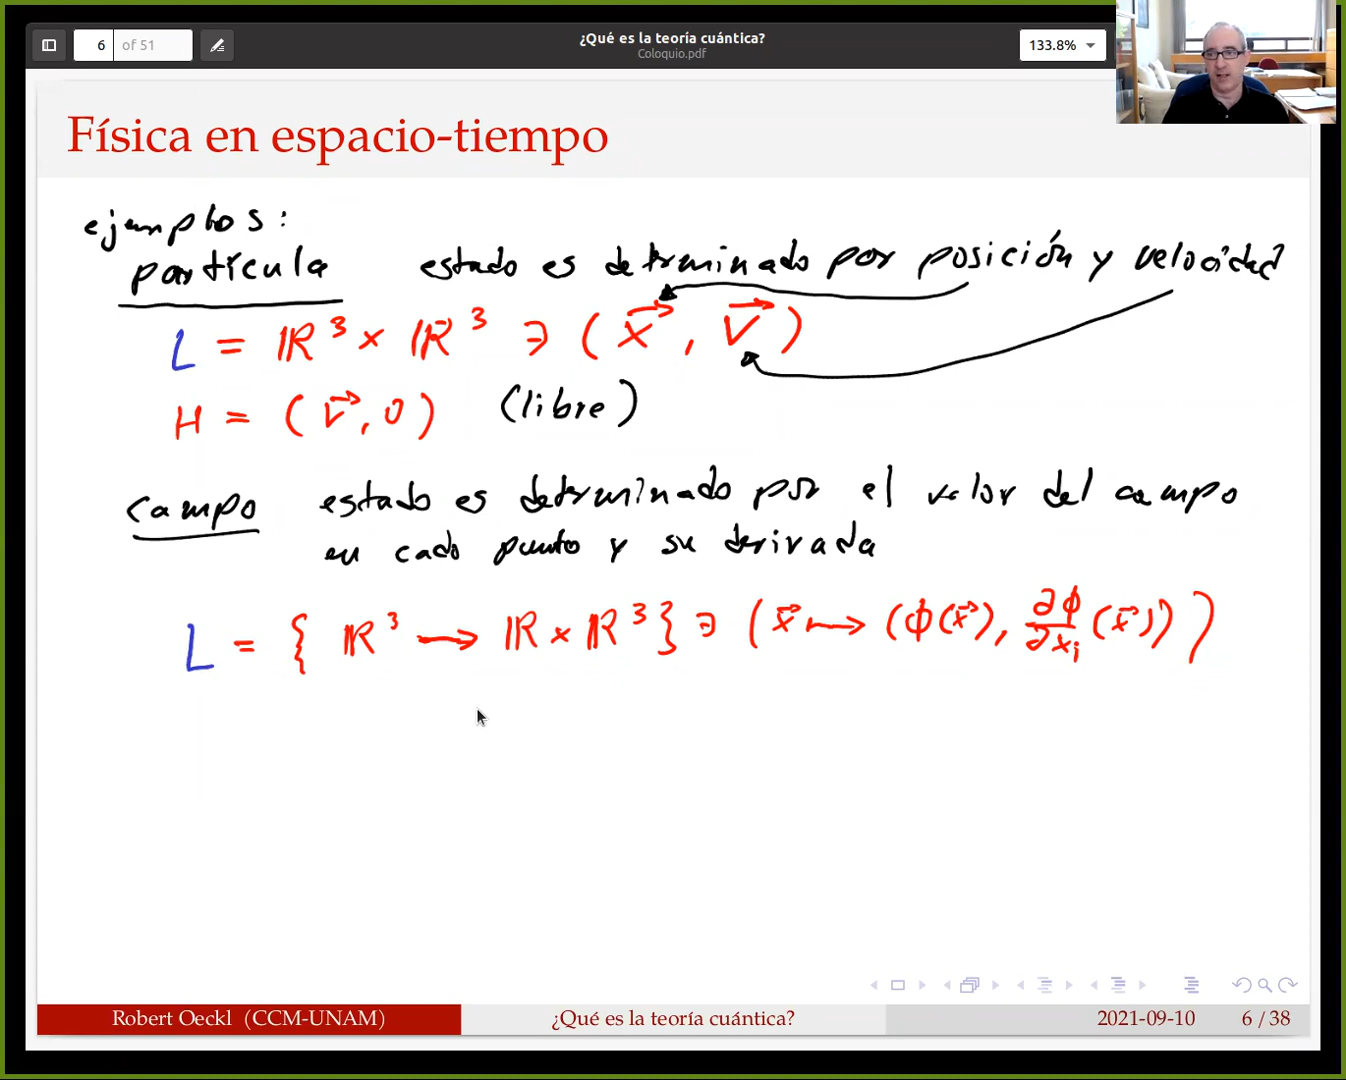 6 of 51
¿Qué es la teoría cuántica?
Coloquio.pdf
133.8%
Física en espacio-tiempo
ejemplos:
partícula estado es determinado por posición y velocidad
L = ℝ³ × ℝ³ ∋ (x⃗, v⃗)
H = (v⃗, 0) (libre)
campo estado es determinado por el valor del campo
en cada punto y su derivada
L = { ℝ³ → ℝ × ℝ³ } ∋ (x⃗ ↦ (ϕ(x⃗), ∂ϕ/∂xᵢ (x⃗)))
Robert Oeckl (CCM-UNAM) ¿Qué es la teoría cuántica? 2021-09-10 6 / 38